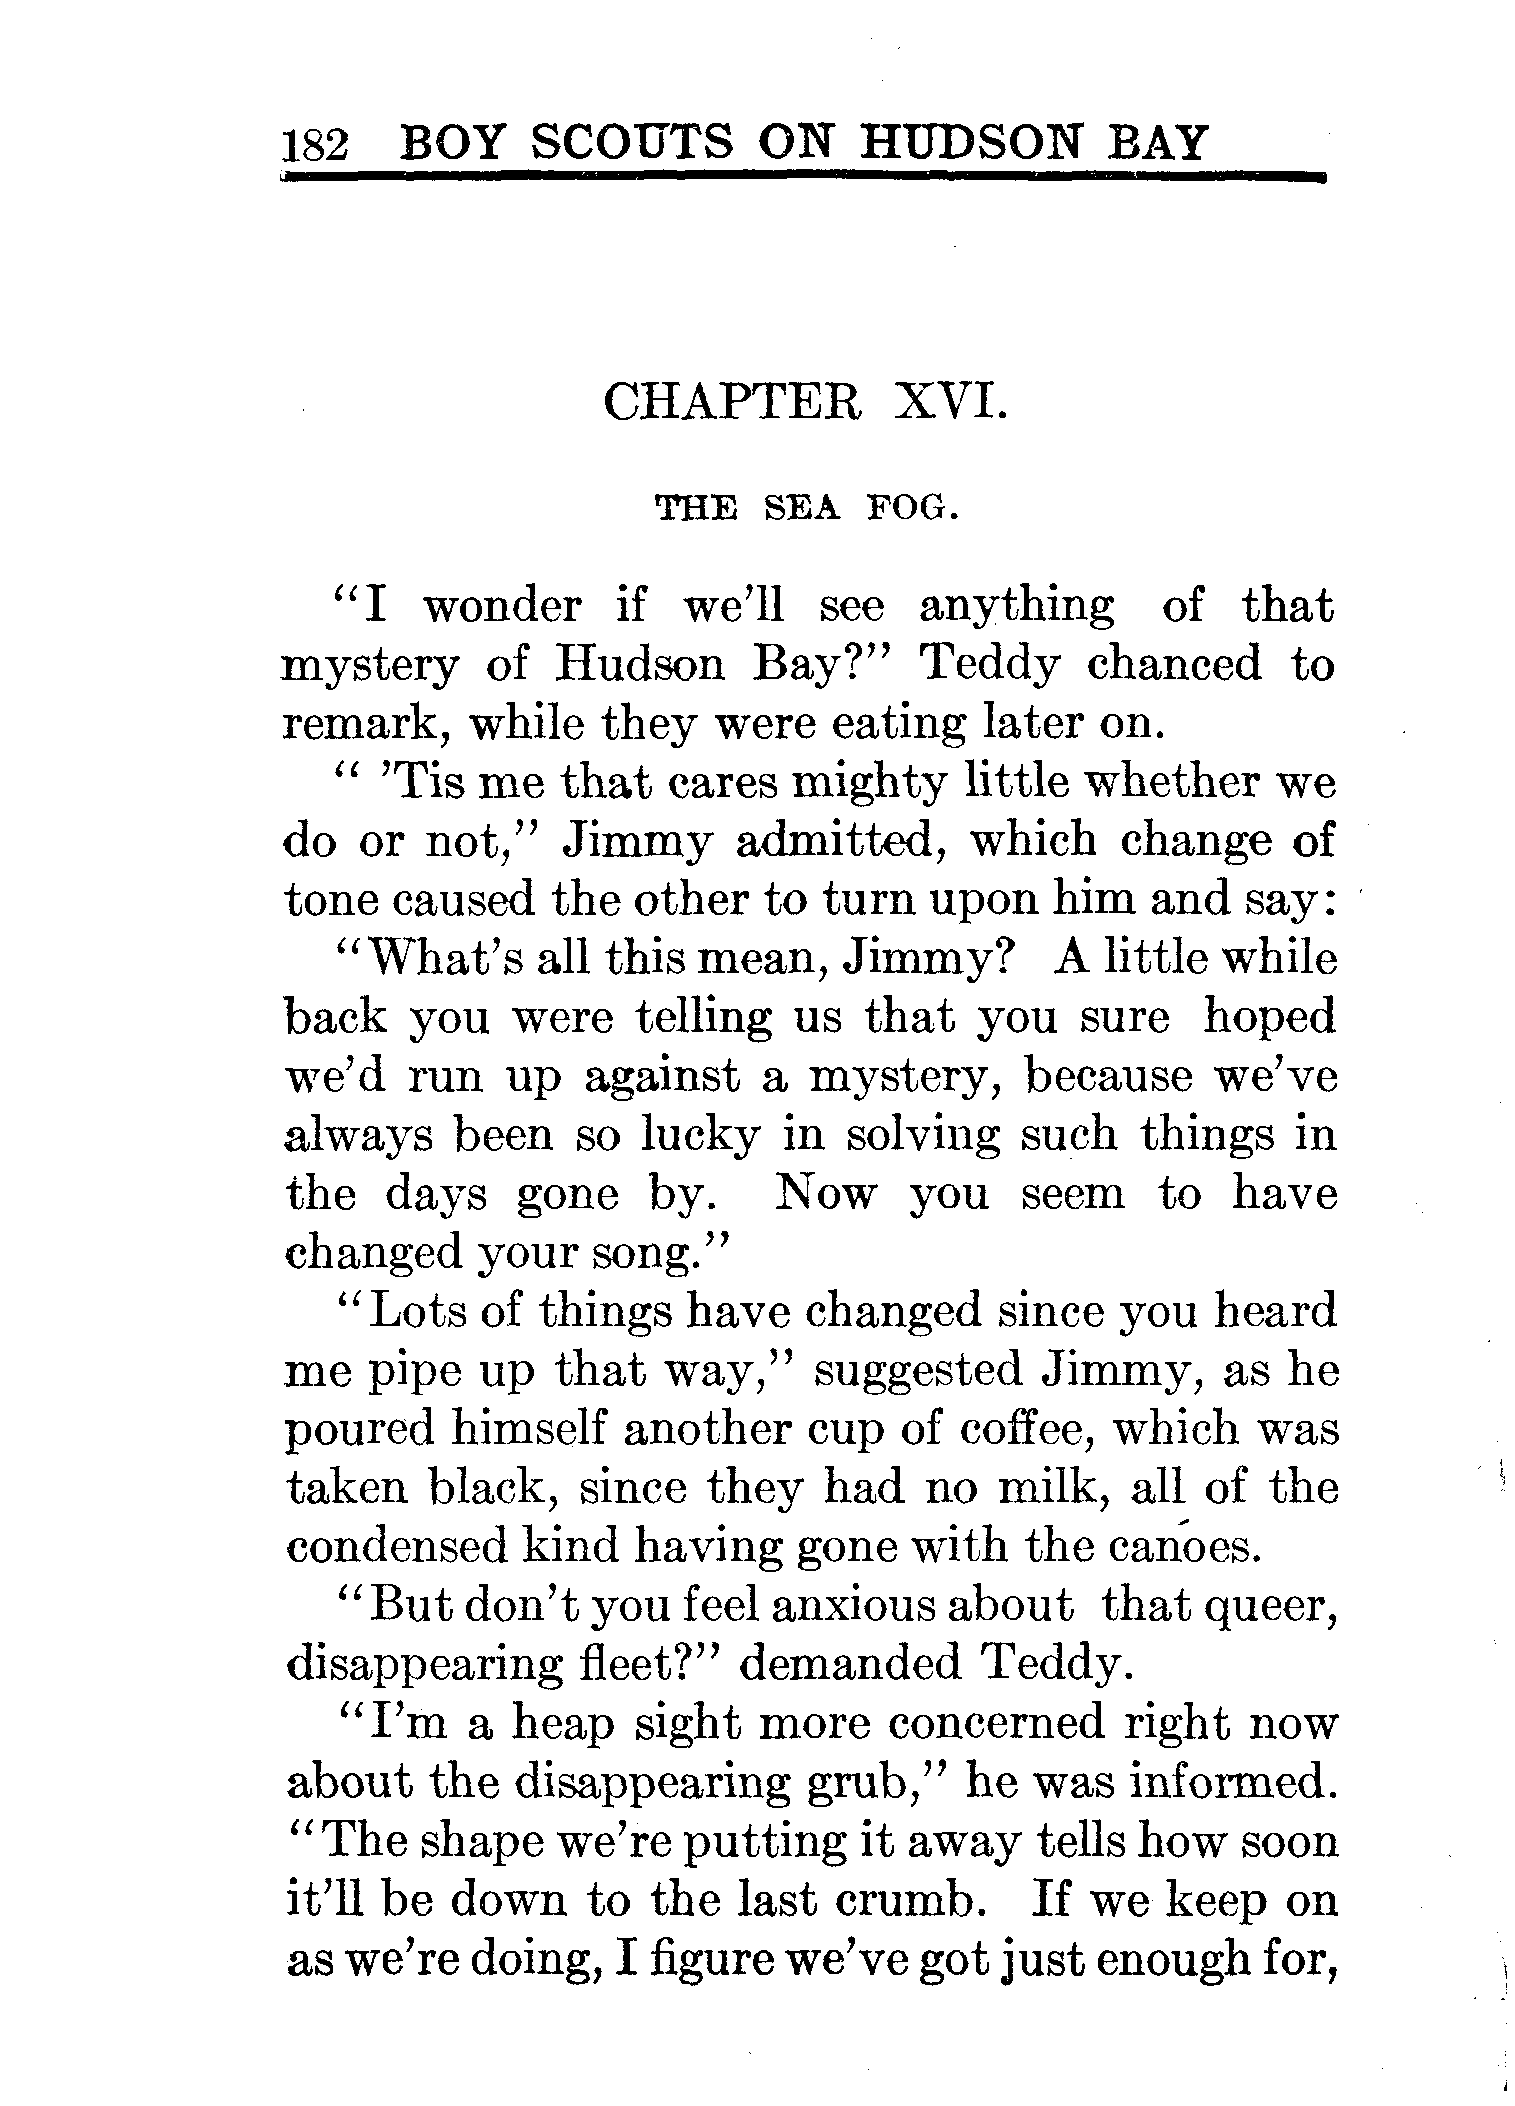 182 BOY SCOUTS ON HUDSON BAY
CHAPTER XVI.
THE SEA FOG.
"I wonder if we'll see anything of that
mystery of Hudson Bay?" Teddy chanced to
remark, while they were eating later on.
" 'Tis me that cares mighty little whether we
do or not," Jimmy admitted, which change of
tone caused the other to turn upon him and say:
"What's all this mean, Jimmy? A little while
back you were telling us that you sure hoped
we'd run up against a mystery, because we've
always been so lucky in solving such things in
the days gone by. Now you seem to have
changed your song."
"Lots of things have changed since you heard
me pipe up that way," suggested Jimmy, as he
poured himself another cup of coffee, which was
taken black, since they had no milk, all of the
condensed kind having gone with the canoes.
"But don't you feel anxious about that queer,
disappearing fleet?" demanded Teddy.
"I'm a heap sight more concerned right now
about the disappearing grub," he was informed.
"The shape we're putting it away tells how soon
it'll be down to the last crumb. If we keep on
as we're doing, I figure we've got just enough for,